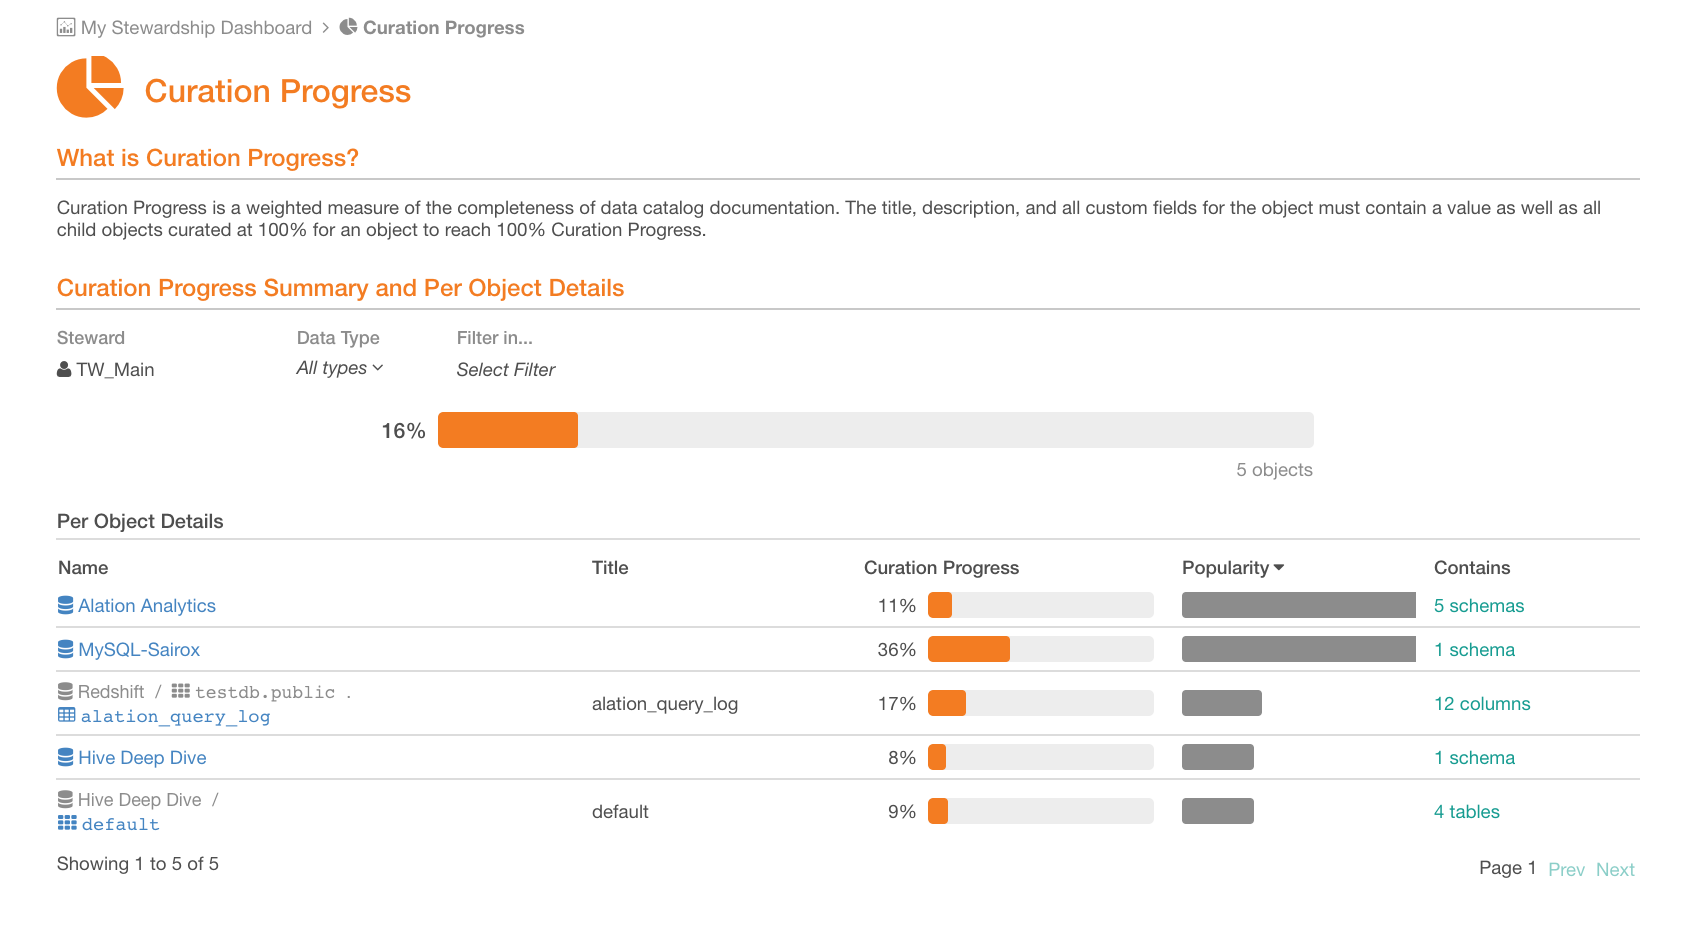 My Stewardship Dashboard > Curation Progress
Curation Progress
What is Curation Progress?
Curation Progress is a weighted measure of the completeness of data catalog documentation. The title, description, and all custom fields for the object must contain a value as well as all
child objects curated at 100% for an object to reach 100% Curation Progress.
Curation Progress Summary and Per Object Details
Steward Data Type Filter in...
TW_Main All types Select Filter
16%
5 objects
Per Object Details
Name Title Curation Progress Popularity Contains
Alation Analytics 11% 5 schemas
MySQL-Sairox 36% 1 schema
Redshift / testdb.public .
alation_query_log alation_query_log 17% 12 columns
Hive Deep Dive 8% 1 schema
Hive Deep Dive /
default default 9% 4 tables
Showing 1 to 5 of 5
Page 1 Prev Next